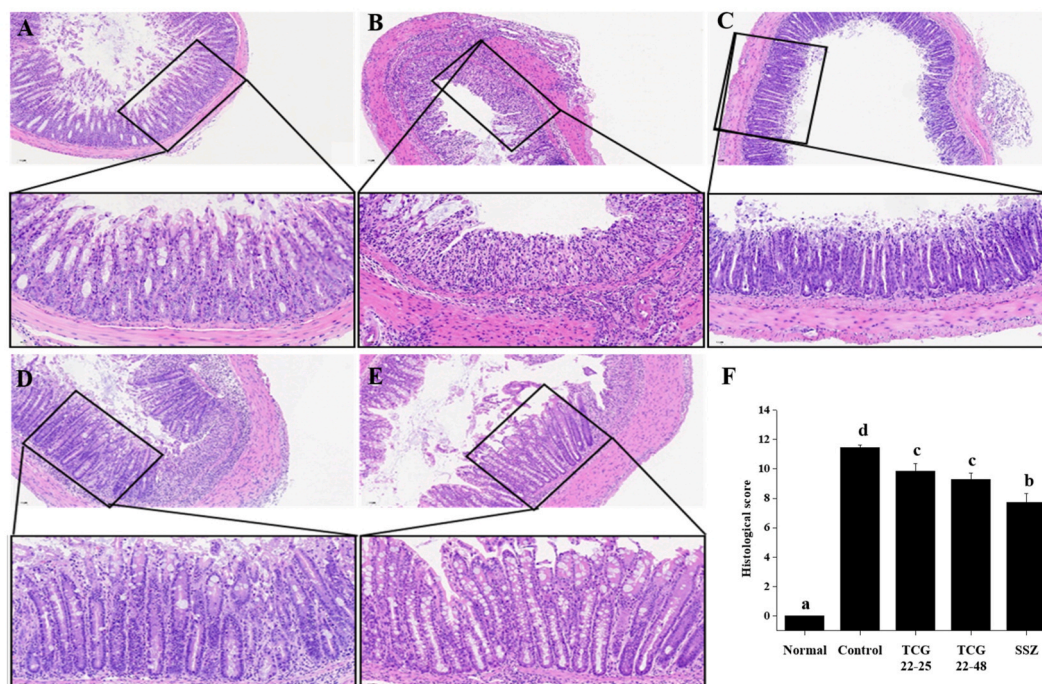 A
B
C
D
E
F
14
12
10
8
6
4
2
0
Histological score
a
d
c
c
b
Normal
Control
TCG
22-25
TCG
22-48
SSZ